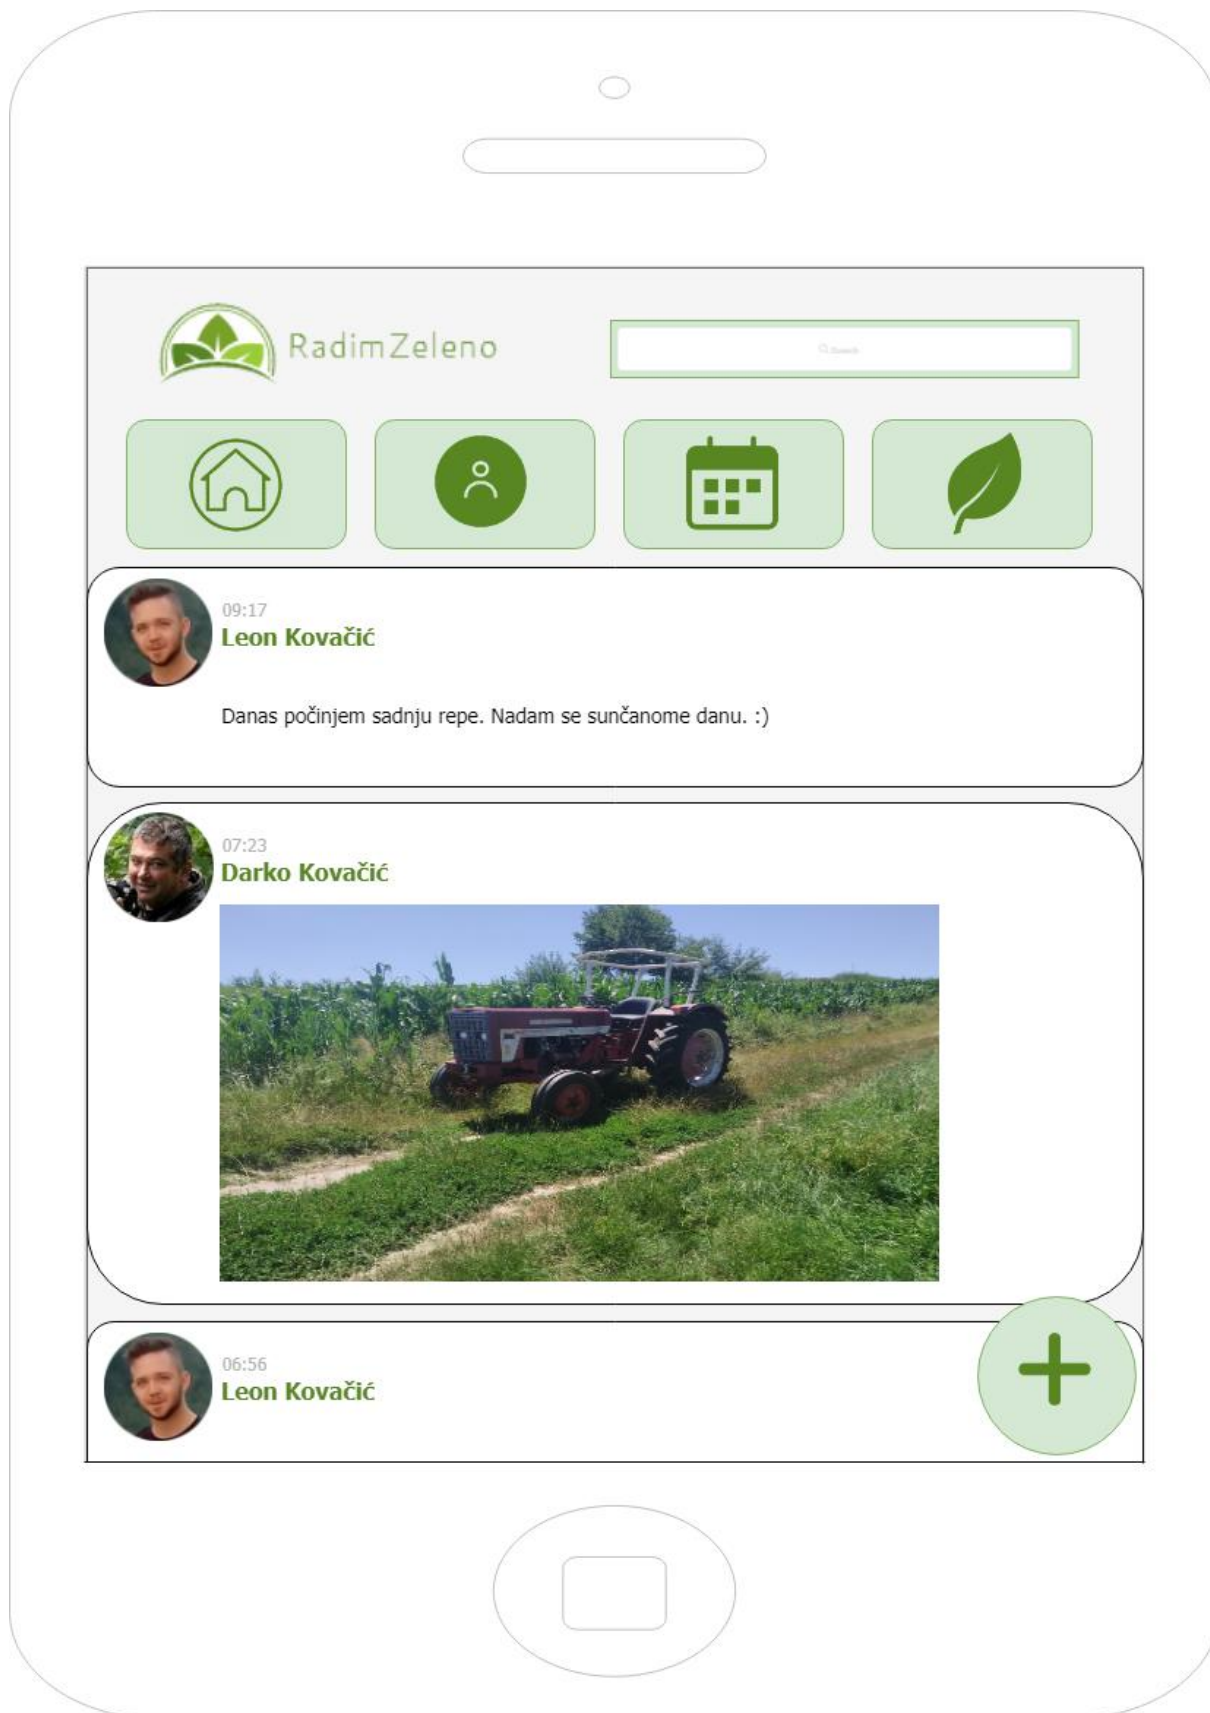 RadimZeleno
Search
09:17
Leon Kovačić
Danas počinjem sadnju repe. Nadam se sunčanome danu. :)
07:23
Darko Kovačić
06:56
Leon Kovačić